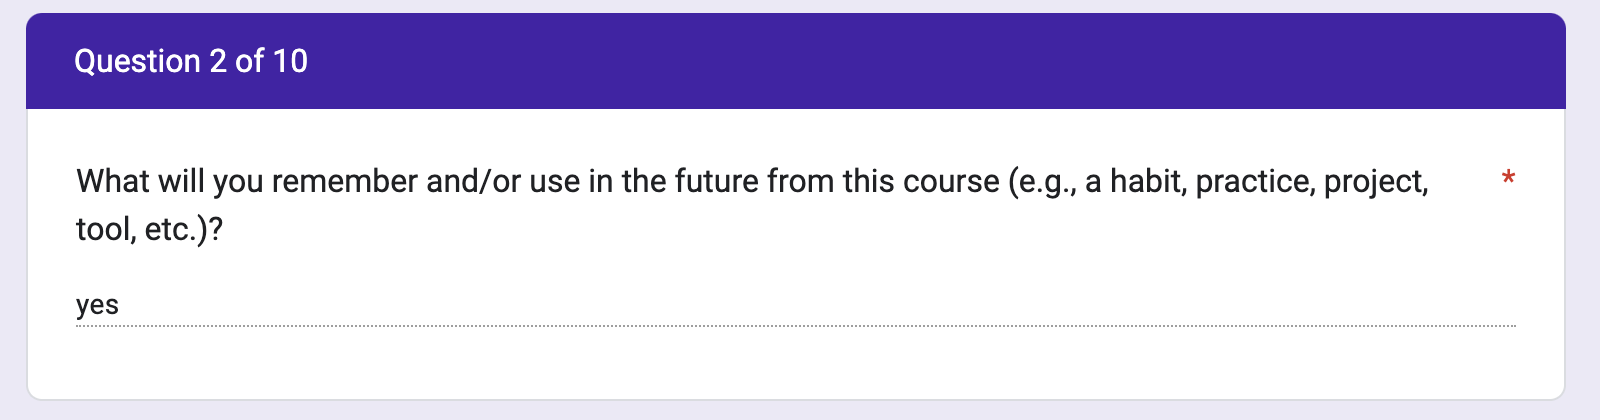 Question 2 of 10
What will you remember and/or use in the future from this course (e.g., a habit, practice, project, *
tool, etc.)?
yes